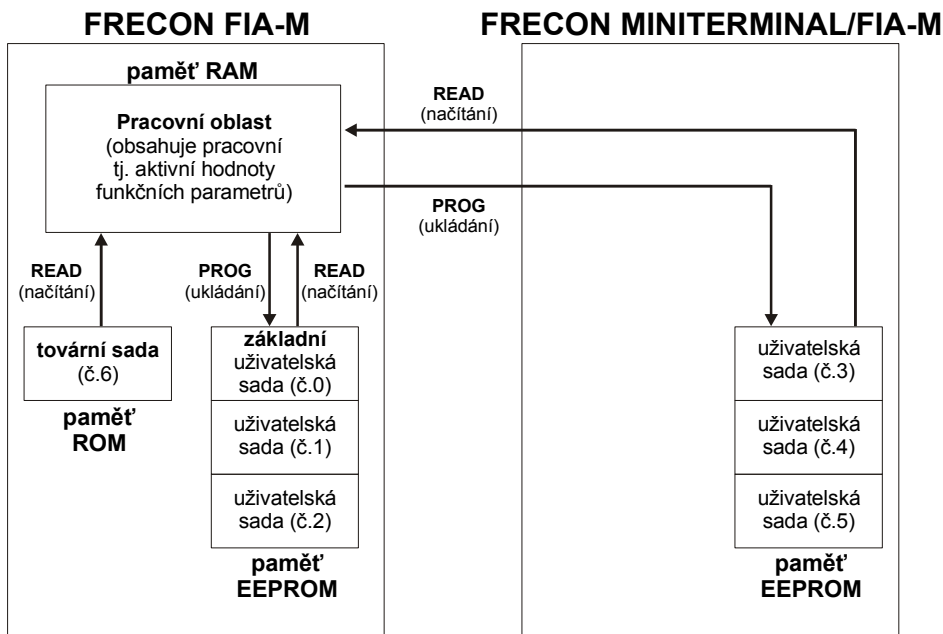 FRECON FIA-M
FRECON MINITERMINAL/FIA-M
paměť RAM
Pracovní oblast
(obsahuje pracovní
tj. aktivní hodnoty
funkčních parametrů)
READ
(načítání)
PROG
(ukládání)
READ
(načítání)
PROG
(ukládání)
READ
(načítání)
tovární sada
(č.6)
paměť
ROM
základní
uživatelská
sada (č.0)
uživatelská
sada (č.1)
uživatelská
sada (č.2)
paměť
EEPROM
uživatelská
sada (č.3)
uživatelská
sada (č.4)
uživatelská
sada (č.5)
paměť
EEPROM